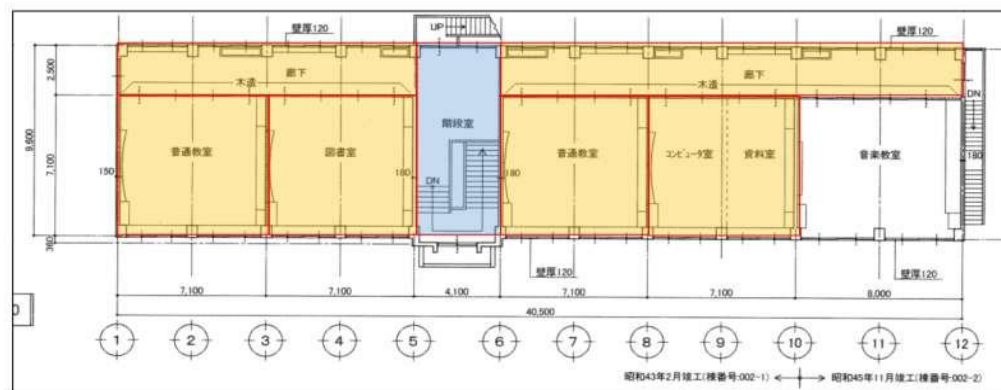 UP
壁厚120
壁厚120
2,500
廊下
廊下
木造
木造
DN
9,600
階段室
7,100
普通教室
図書室
普通教室
コンピュータ室
資料室
音楽教室
150
180
180
180
DN
360
壁厚120
壁厚120
7,100
7,100
4,100
7,100
7,100
8,000
40,500
1
2
3
4
5
6
7
8
9
10
11
12
昭和43年2月竣工(棟番号:002-1)
昭和45年11月竣工(棟番号:002-2)